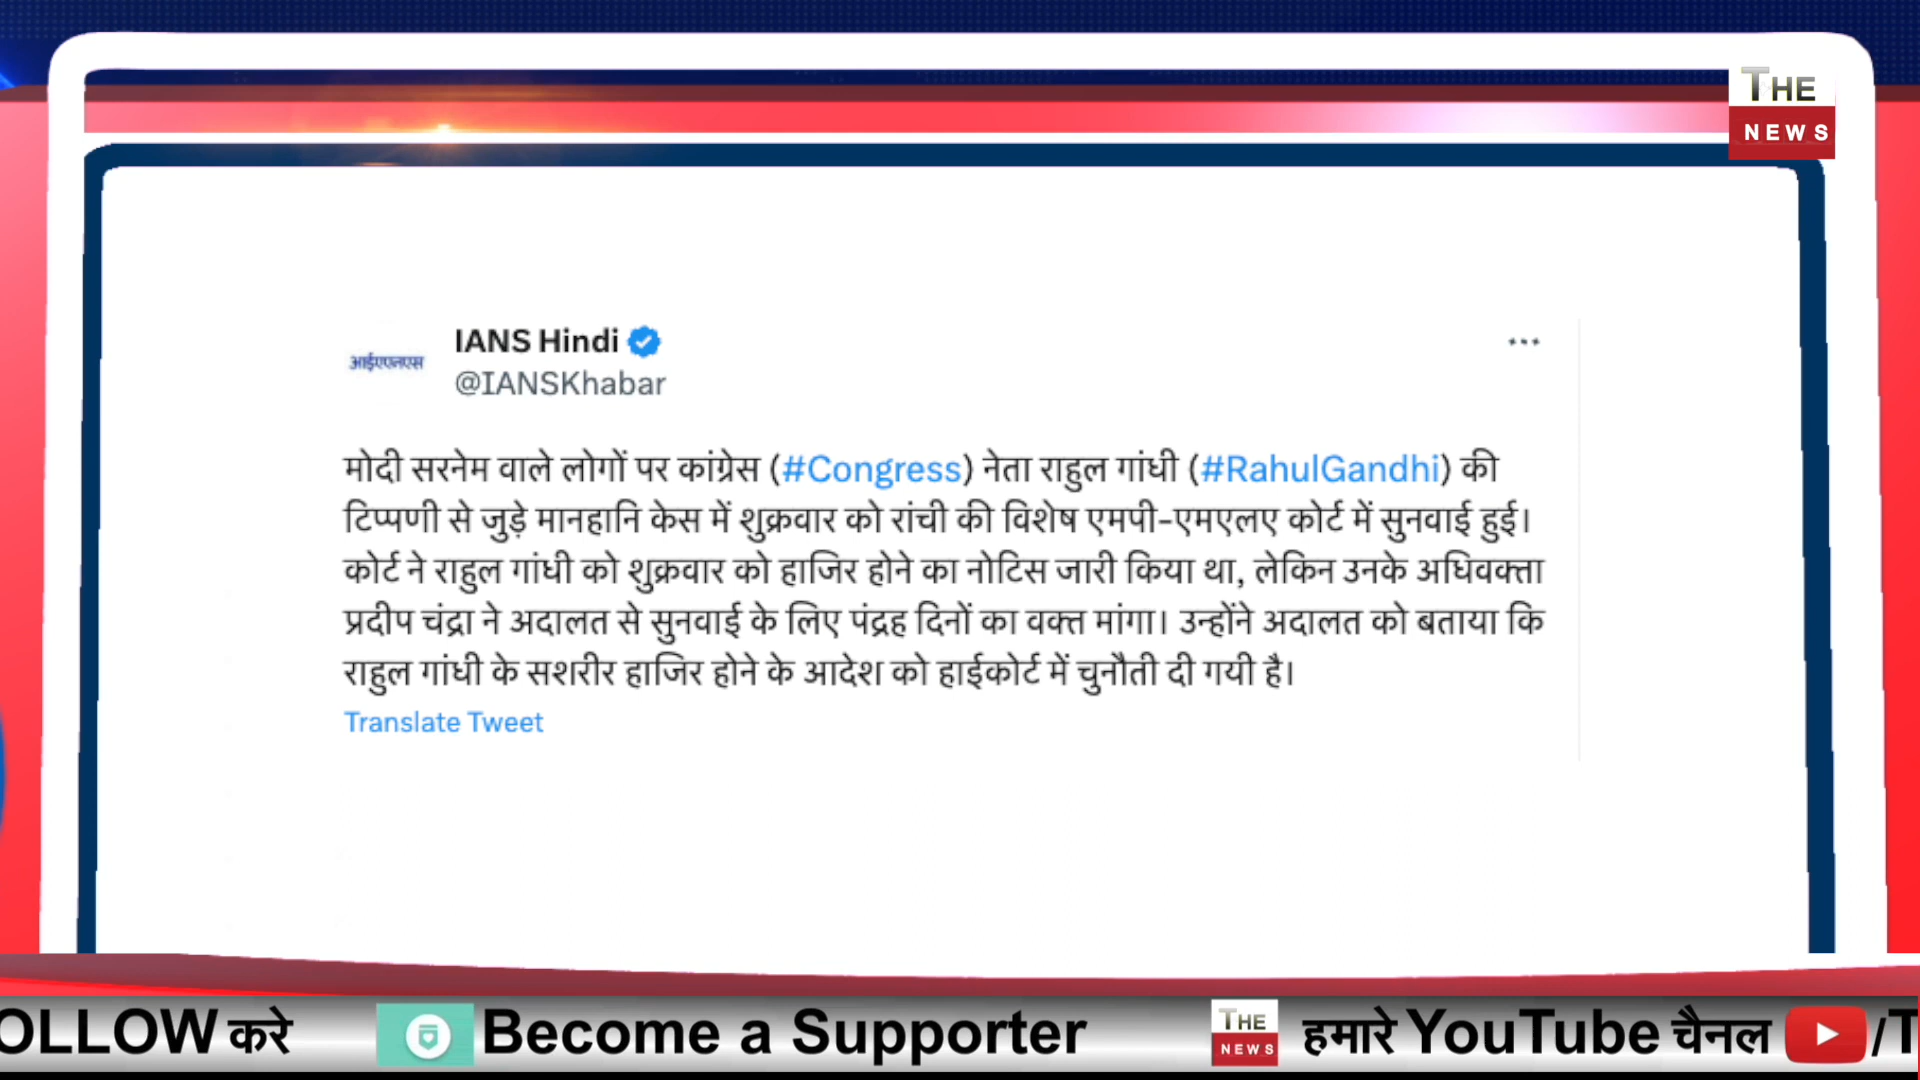 THE
NEWS
IANS Hindi
@IANSKhabar
आईएएनएस
मोदी सरनेम वाले लोगों पर कांग्रेस (#Congress) नेता राहुल गांधी (#RahulGandhi) की
टिप्पणी से जुड़े मानहानि केस में शुक्रवार को रांची की विशेष एमपी-एमएलए कोर्ट में सुनवाई हुई।
कोर्ट ने राहुल गांधी को शुक्रवार को हाजिर होने का नोटिस जारी किया था, लेकिन उनके अधिवक्ता
प्रदीप चंद्रा ने अदालत से सुनवाई के लिए पंद्रह दिनों का वक्त मांगा। उन्होंने अदालत को बताया कि
राहुल गांधी के सशरीर हाजिर होने के आदेश को हाईकोर्ट में चुनौती दी गयी है।
Translate Tweet
OLLOW करे Become a Supporter THE NEWS हमारे YouTube चैनल /T